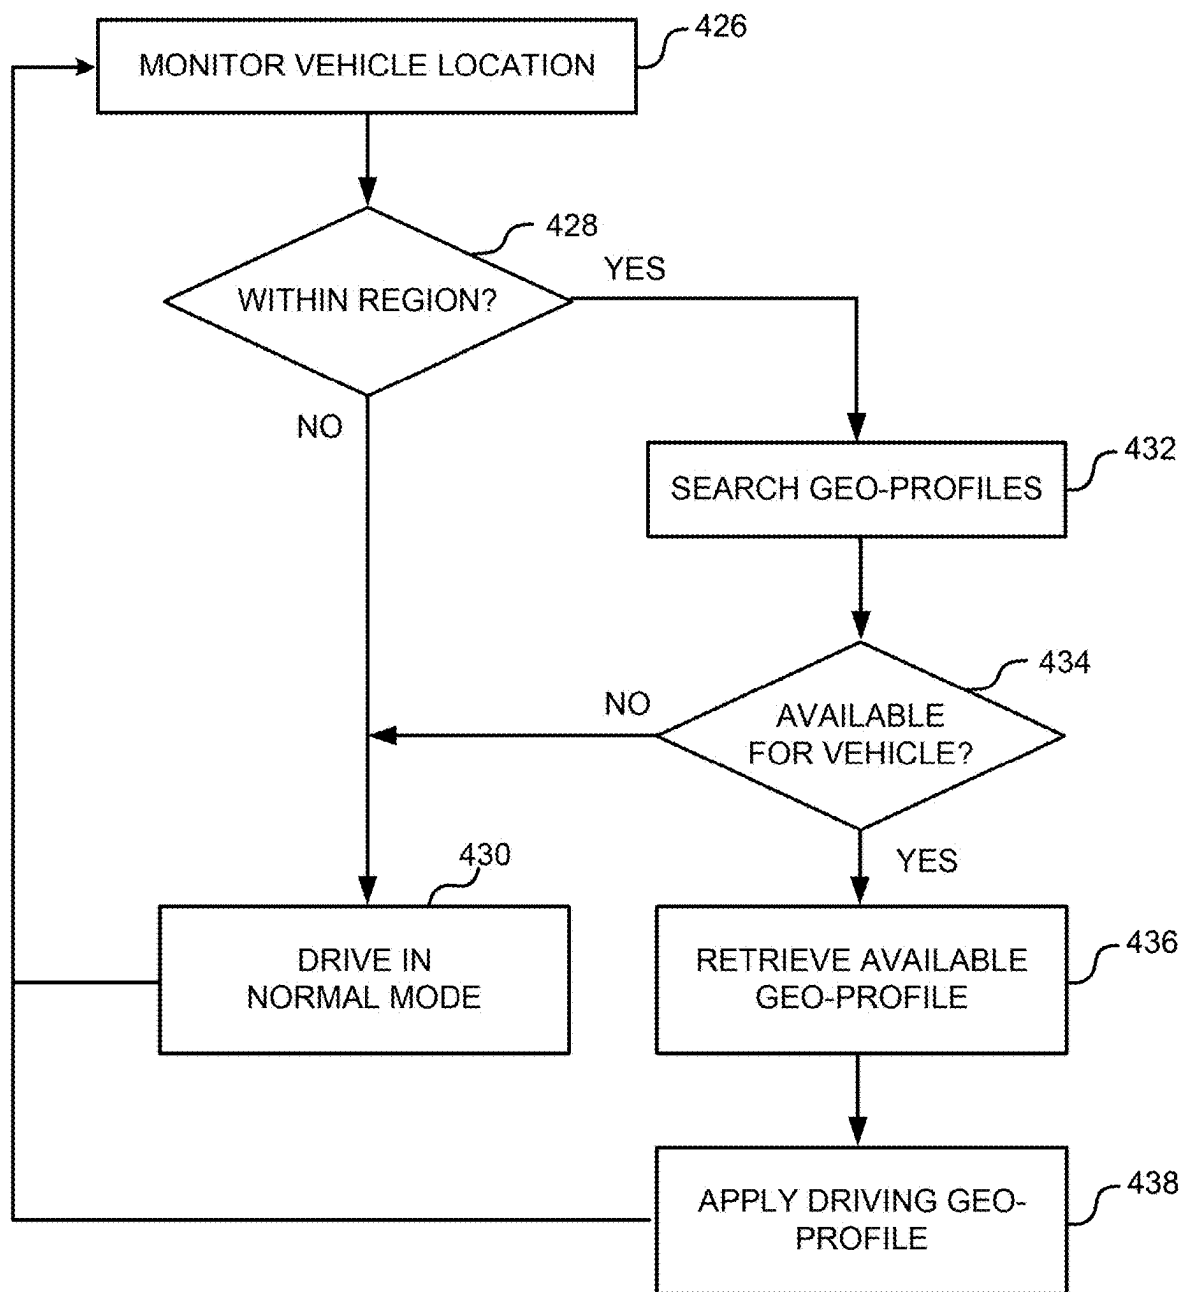 MONITOR VEHICLE LOCATION
426
WITHIN REGION?
428
YES
NO
SEARCH GEO-PROFILES
432
AVAILABLE
FOR VEHICLE?
434
NO
YES
430
DRIVE IN
NORMAL MODE
RETRIEVE AVAILABLE
GEO-PROFILE
436
APPLY DRIVING GEO-
PROFILE
438